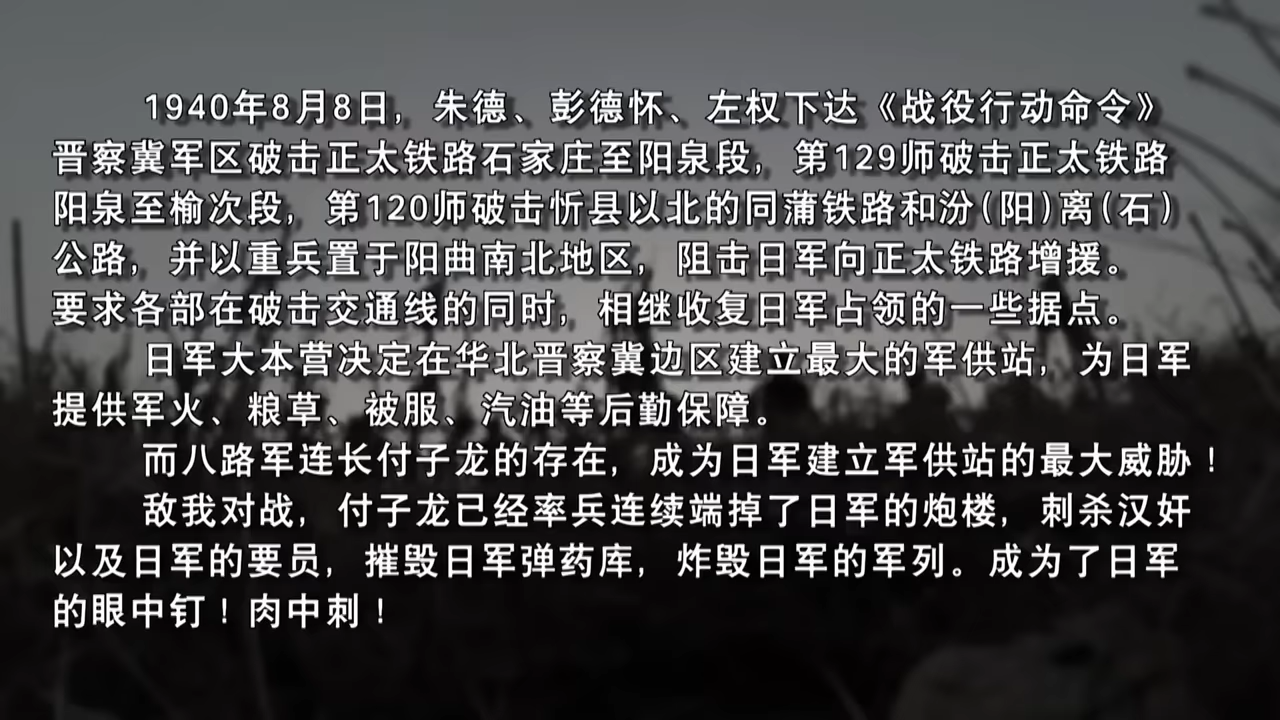 1940年8月8日，朱德、彭德怀、左权下达《战役行动命令》
晋察冀军区破击正太铁路石家庄至阳泉段，第129师破击正太铁路
阳泉至榆次段，第120师破击忻县以北的同蒲铁路和汾(阳)离(石)
公路，并以重兵置于阳曲南北地区，阻击日军向正太铁路增援。
要求各部在破击交通线的同时，相继收复日军占领的一些据点。
日军大本营决定在华北晋察冀边区建立最大的军供站，为日军
提供军火、粮草、被服、汽油等后勤保障。
而八路军连长付子龙的存在，成为日军建立军供站的最大威胁！
敌我对战，付子龙已经率兵连续端掉了日军的炮楼，刺杀汉奸
以及日军的要员，摧毁日军弹药库，炸毁日军的军列。成为了日军
的眼中钉！肉中刺！